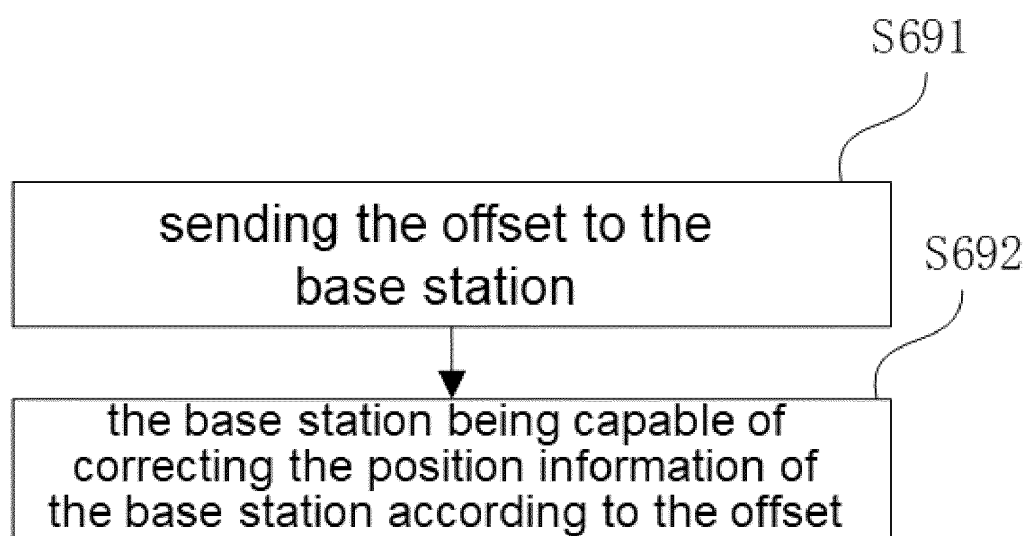 S691
sending the offset to the
base station
S692
the base station being capable of
correcting the position information of
the base station according to the offset